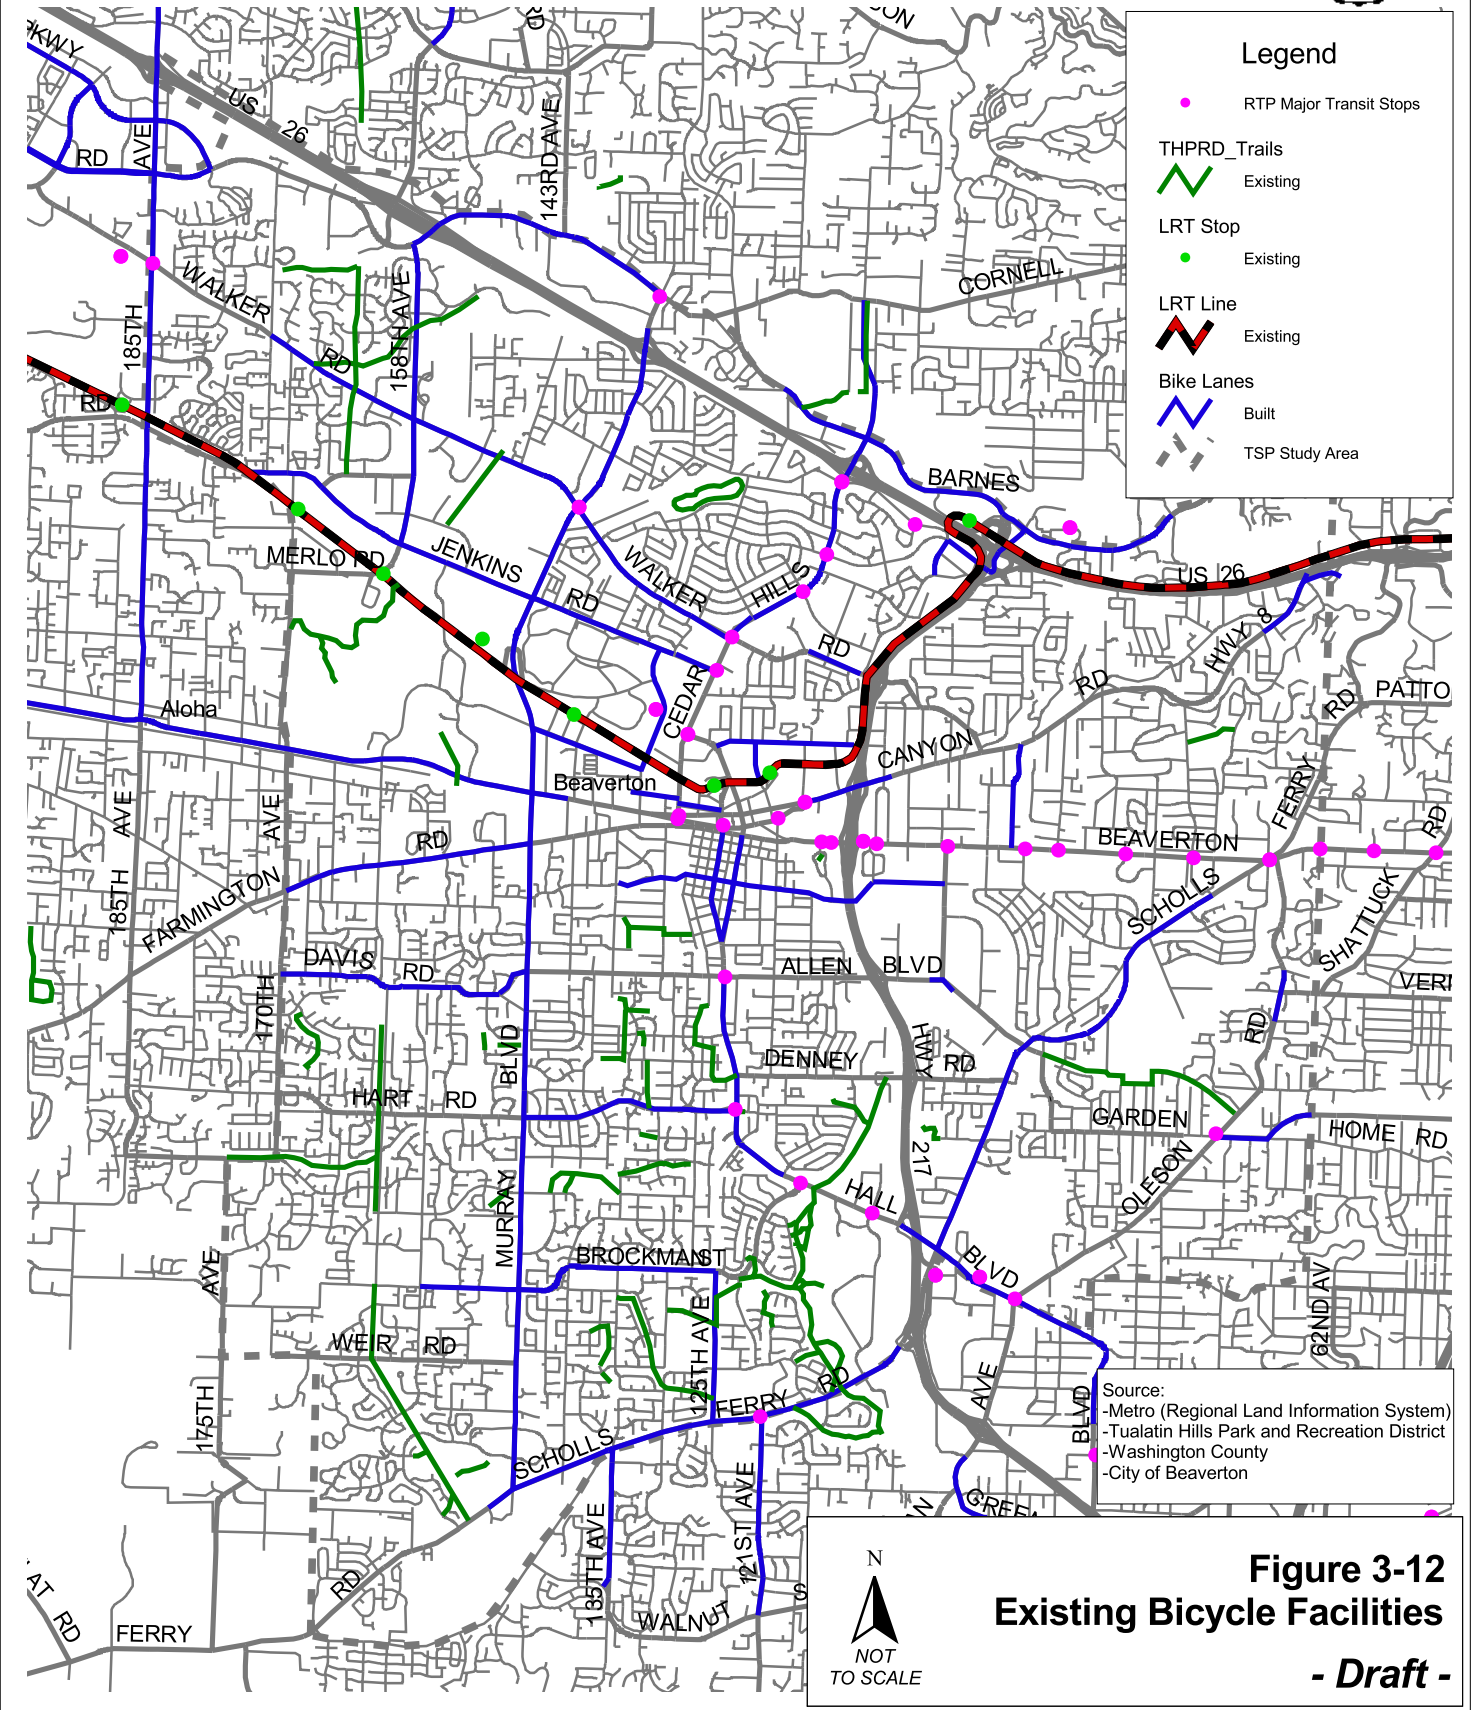 Legend
RTP Major Transit Stops
THPRD_Trails
Existing
LRT Stop
Existing
LRT Line
Existing
Bike Lanes
Built
TSP Study Area
PKWY
RD
AVE
US 26
RD
143RD AVE
CORNELL
185TH
WALKER
RD
158TH AVE
RD
BARNES
MERLO RD
JENKINS
RD
WALKER
HILLS
RD
US 26
HWY 8
RD
RD
PATTO
Aloha
CEDAR
CANYON
Beaverton
FERRY
AVE
AVE
RD
BEAVERTON
RD
185TH
FARMINGTON
SCHOLLS
SHATTUCK
DAVIS
RD
ALLEN
BLVD
VERN
170TH
BLVD
DENNEY
HWY
RD
RD
HART
RD
GARDEN
HOME RD
217
OLESON
MURRAY
HALL
BROCKMAN
ST
BLVD
AVE
62ND AV
WEIR
RD
125TH AVE
FERRY
RD
AVE
BLVD
175TH
SCHOLLS
GREEN
135TH AVE
121ST AVE
RD
RD
FERRY
WALNUT
S
Source:
-Metro (Regional Land Information System)
-Tualatin Hills Park and Recreation District
-Washington County
-City of Beaverton
N
NOT
TO SCALE
Figure 3-12
Existing Bicycle Facilities
- Draft -